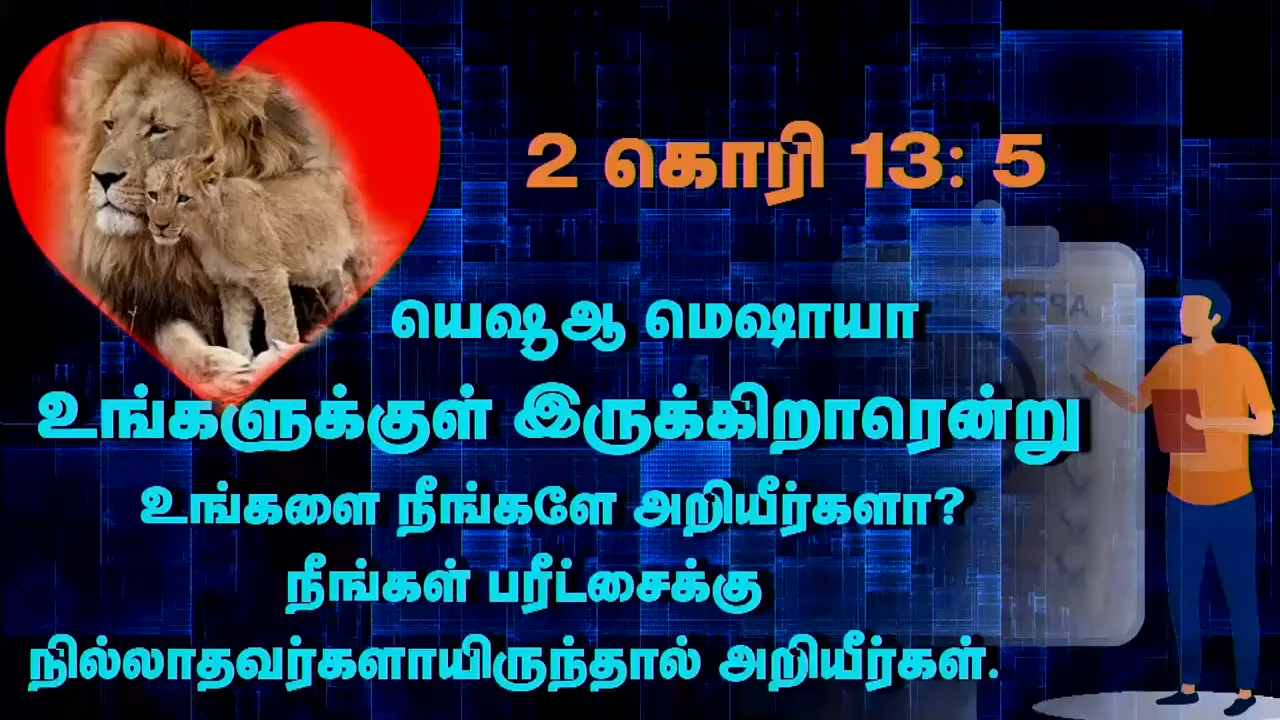 2 கொரி 13: 5
யெஷூஆ மெஷாயா
உங்களுக்குள் இருக்கிறாரென்று
உங்களை நீங்களே அறியீர்களா?
நீங்கள் பரீட்சைக்கு
நில்லாதவர்களாயிருந்தால் அறியீர்கள்.